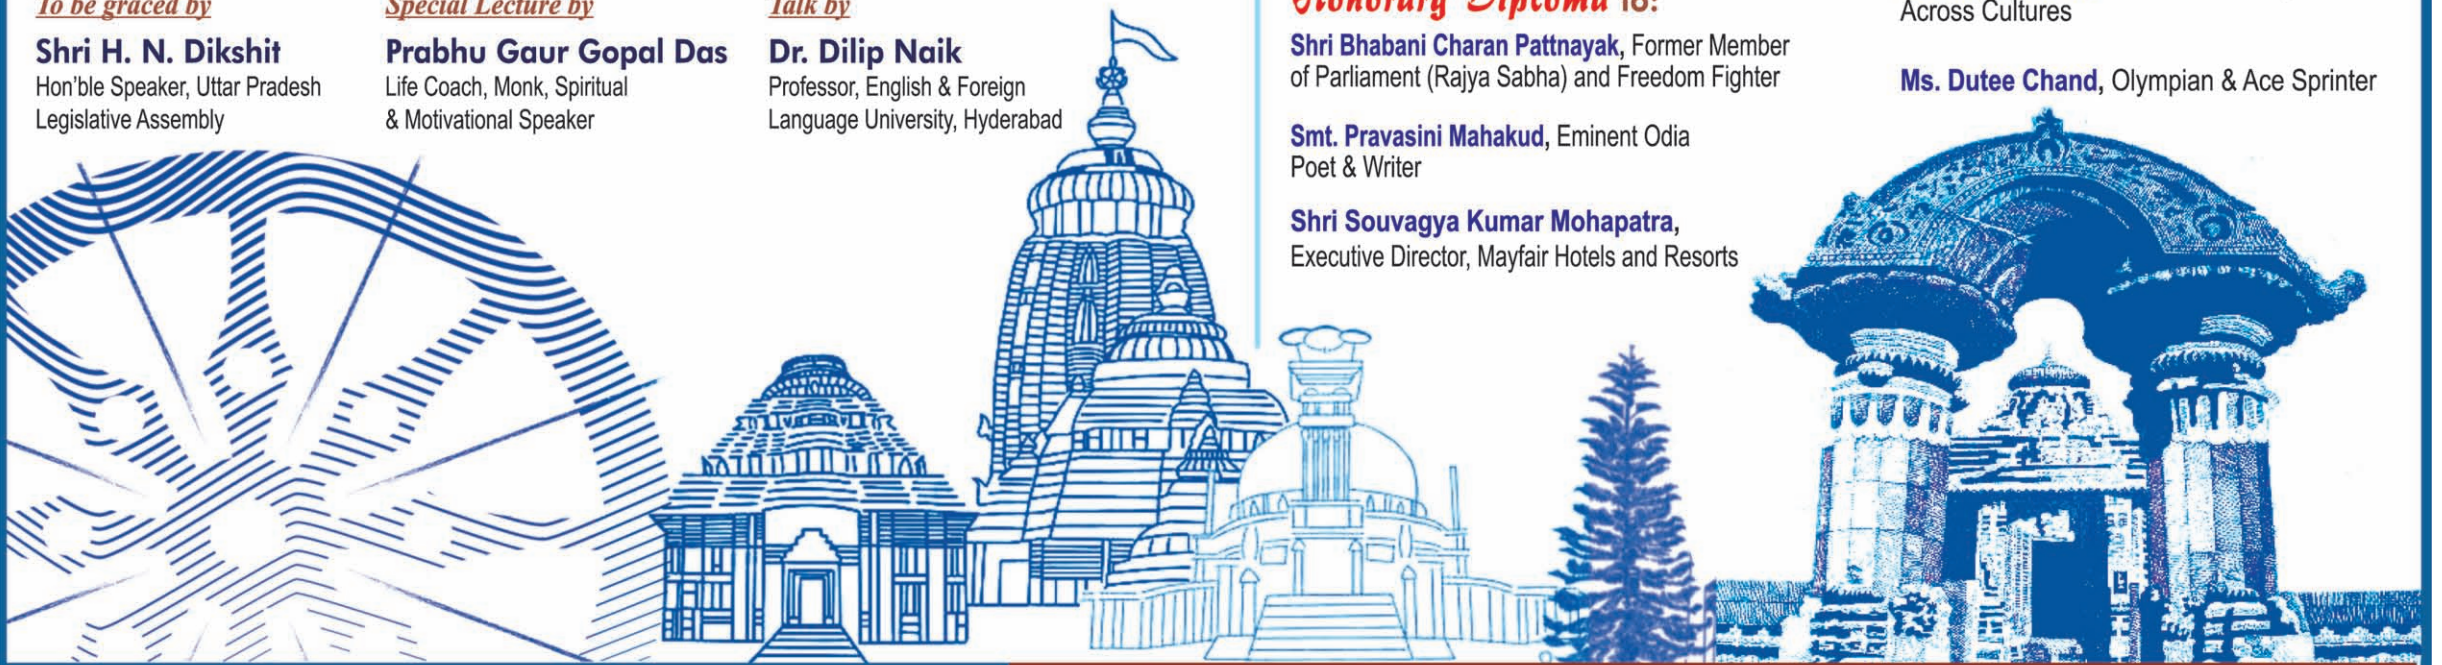 To be graced by
Shri H. N. Dikshit
Hon'ble Speaker, Uttar Pradesh
Legislative Assembly
Special Lecture by
Prabhu Gaur Gopal Das
Life Coach, Monk, Spiritual
& Motivational Speaker
Talk by
Dr. Dilip Naik
Professor, English & Foreign
Language University, Hyderabad
Honorary Diploma to:
Shri Bhabani Charan Pattnayak, Former Member
of Parliament (Rajya Sabha) and Freedom Fighter
Smt. Pravasini Mahakud, Eminent Odia
Poet & Writer
Shri Souvagya Kumar Mohapatra,
Executive Director, Mayfair Hotels and Resorts
Across Cultures
Ms. Dutee Chand, Olympian & Ace Sprinter